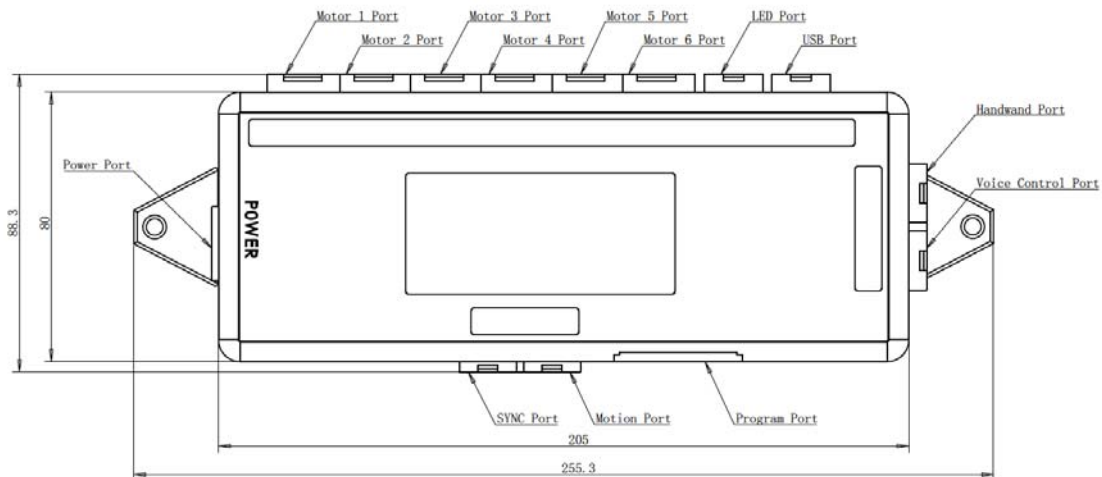 Motor 1 Port
Motor 3 Port
Motor 5 Port
LED Port
Motor 2 Port
Motor 4 Port
Motor 6 Port
USB Port
Handwand Port
Power Port
Voice Control Port
POWER
88.3
80
SYNC Port
Motion Port
Program Port
205
255.3